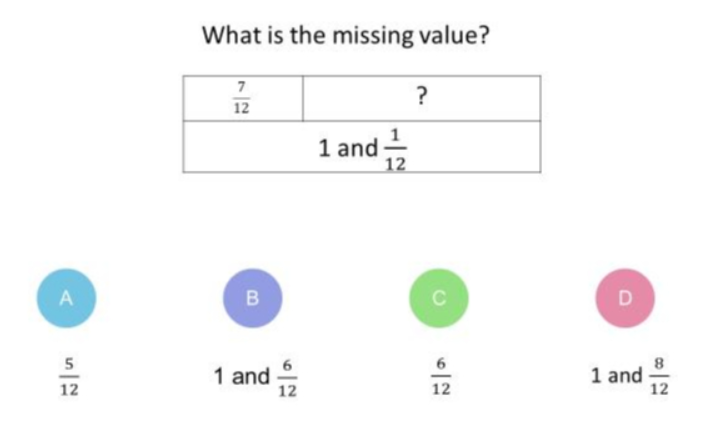 What is the missing value?
7/12 ?
1 and 1/12
A B C D
5/12 1 and 6/12 6/12 1 and 8/12